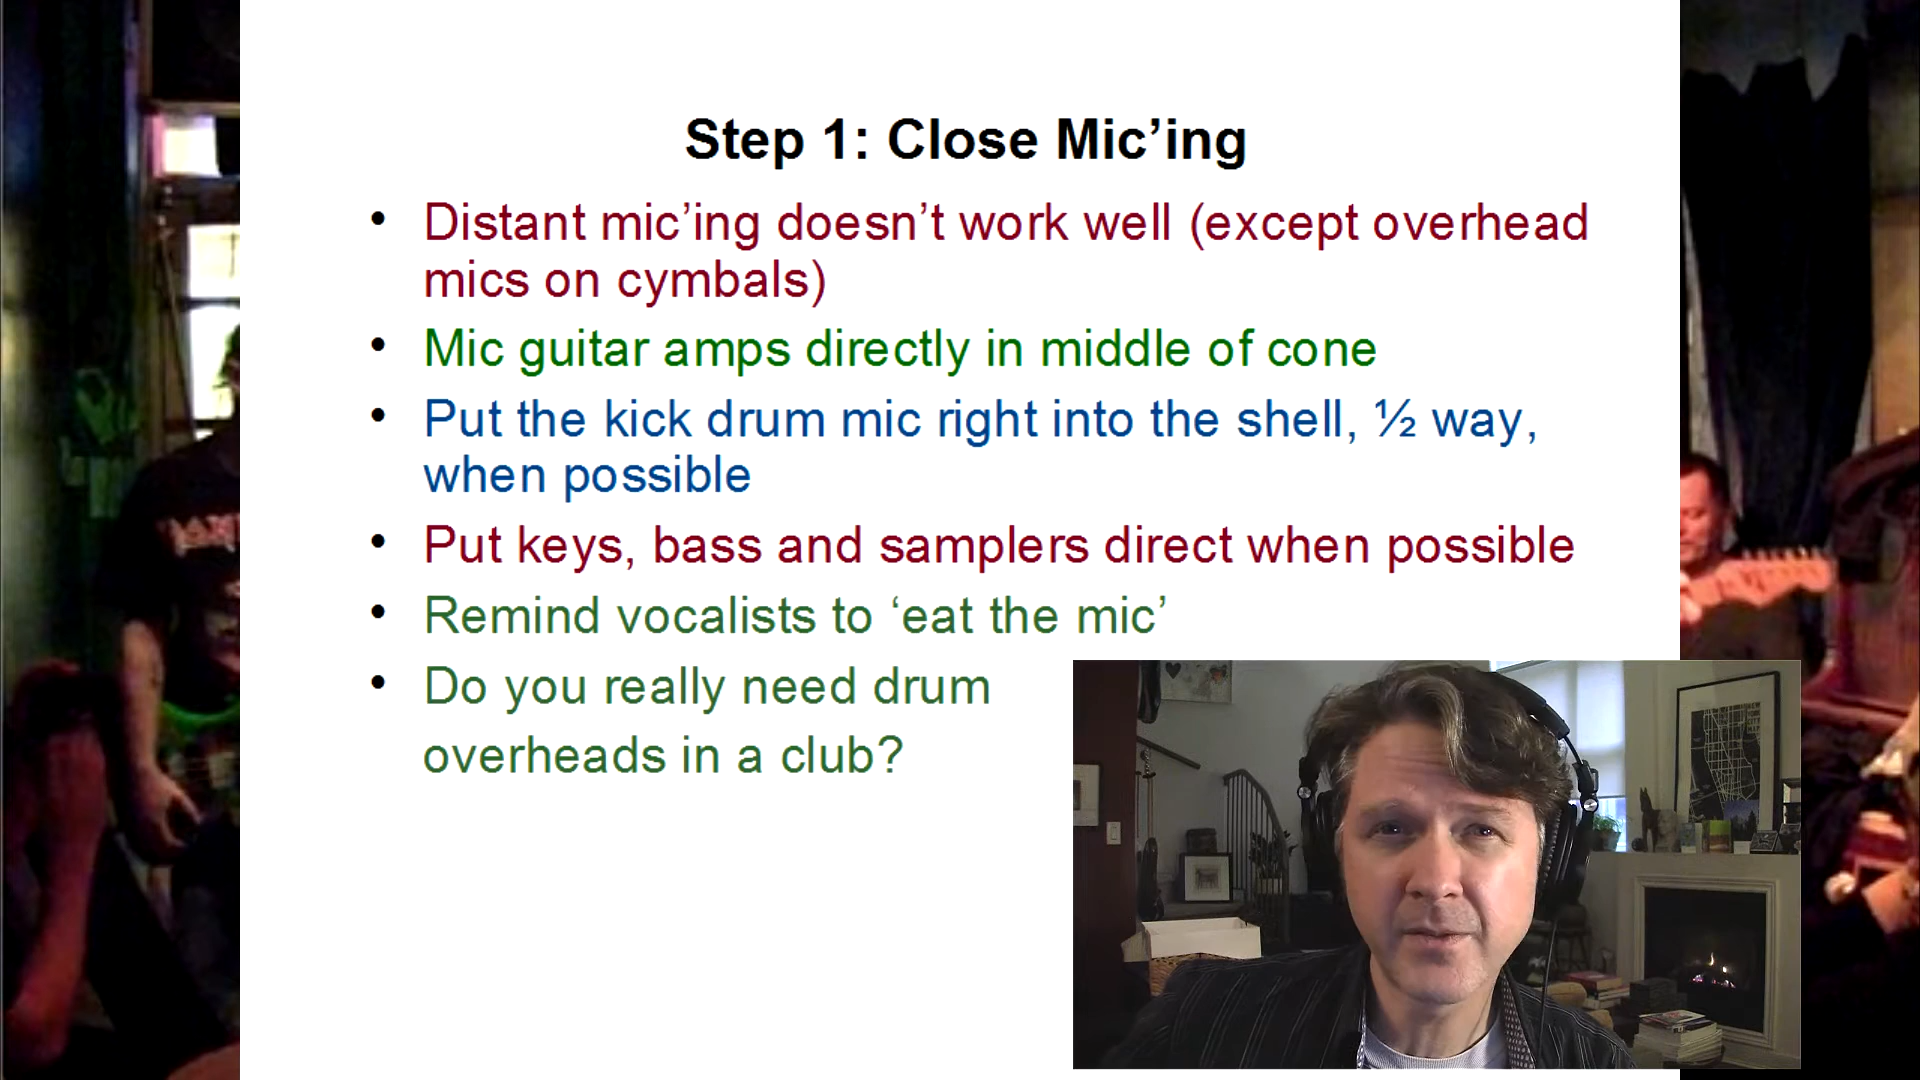 Step 1: Close Mic’ing
• Distant mic’ing doesn’t work well (except overhead
mics on cymbals)
• Mic guitar amps directly in middle of cone
• Put the kick drum mic right into the shell, ½ way,
when possible
• Put keys, bass and samplers direct when possible
• Remind vocalists to ‘eat the mic’
• Do you really need drum
overheads in a club?